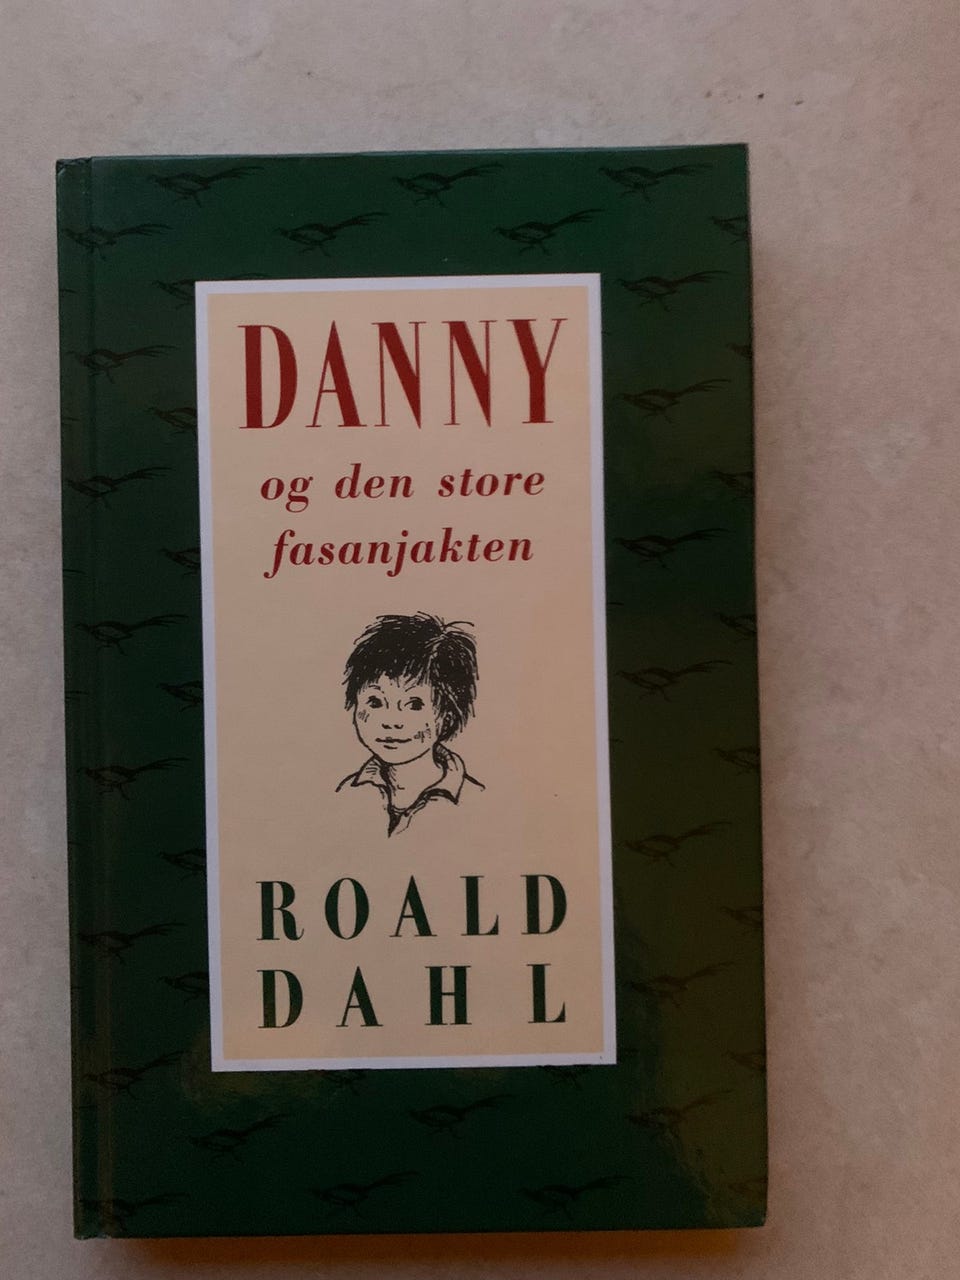 DANNY
og den store
fasanjakten
ROALD
DAHL